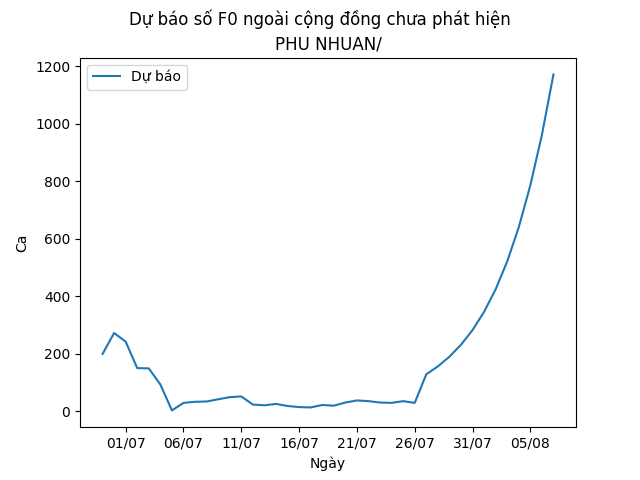 Dự báo số F0 ngoài cộng đồng chưa phát hiện
PHU NHUAN/
Dự báo
1200
1000
800
600
400
200
0
Ca
01/07 06/07 11/07 16/07 21/07 26/07 31/07 05/08
Ngày